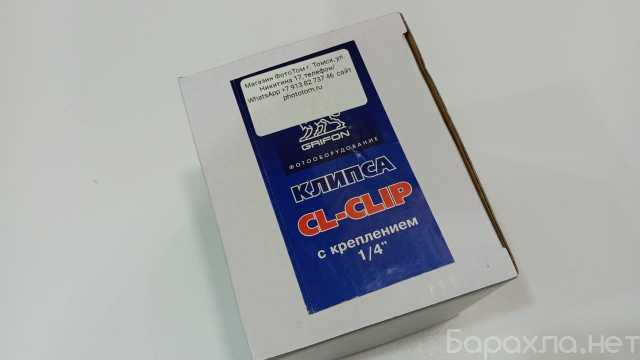 Магазин ФотоТом г. Томск, ул.
Никитина 17, телефон/
WhatsApp +7 913 82 737 46 сайт
phototom.ru
GRIFON
ФОТООБОРУДОВАНИЕ
КЛИПСА
CL-CLIP
с креплением
1/4"
Барахла.нет